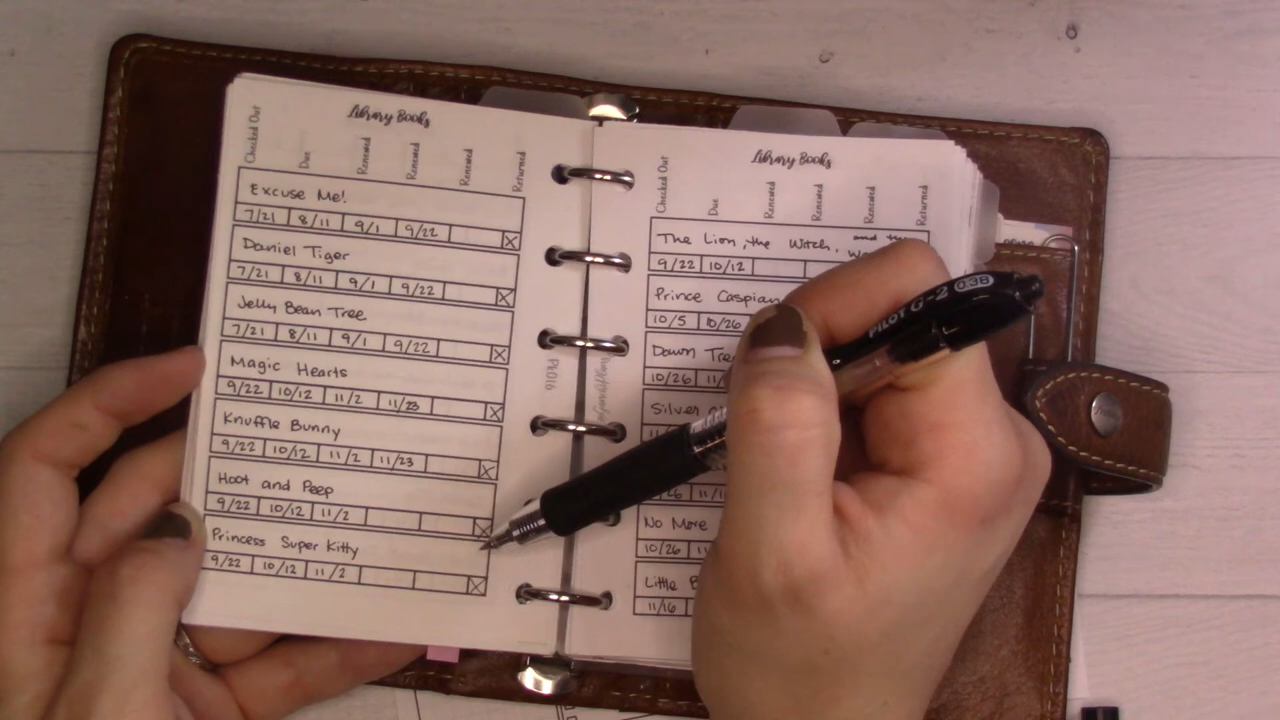 Library Books
Checked Out Due Renewed Renewed Renewed Returned
Excuse Me!
7/21 8/11 9/1 9/22
Daniel Tiger
7/21 8/11 9/1 9/22
Jelly Bean Tree
7/21 8/11 9/1 9/22
Magic Hearts
9/22 10/12 11/2 11/23
Knuffle Bunny
9/22 10/12 11/2 11/23
Hoot and Peep
9/22 10/12 11/2
Princess Super Kitty
9/22 10/12 11/2
PK016
Library Books
Checked Out Due Renewed Renewed Renewed Returned
The Lion, the Witch, and the
9/22 10/12
Prince Caspian
10/5 10/26
Dawn
10/26
Silver
No More
10/26
Little
11/16
PILOT G-2 0.38